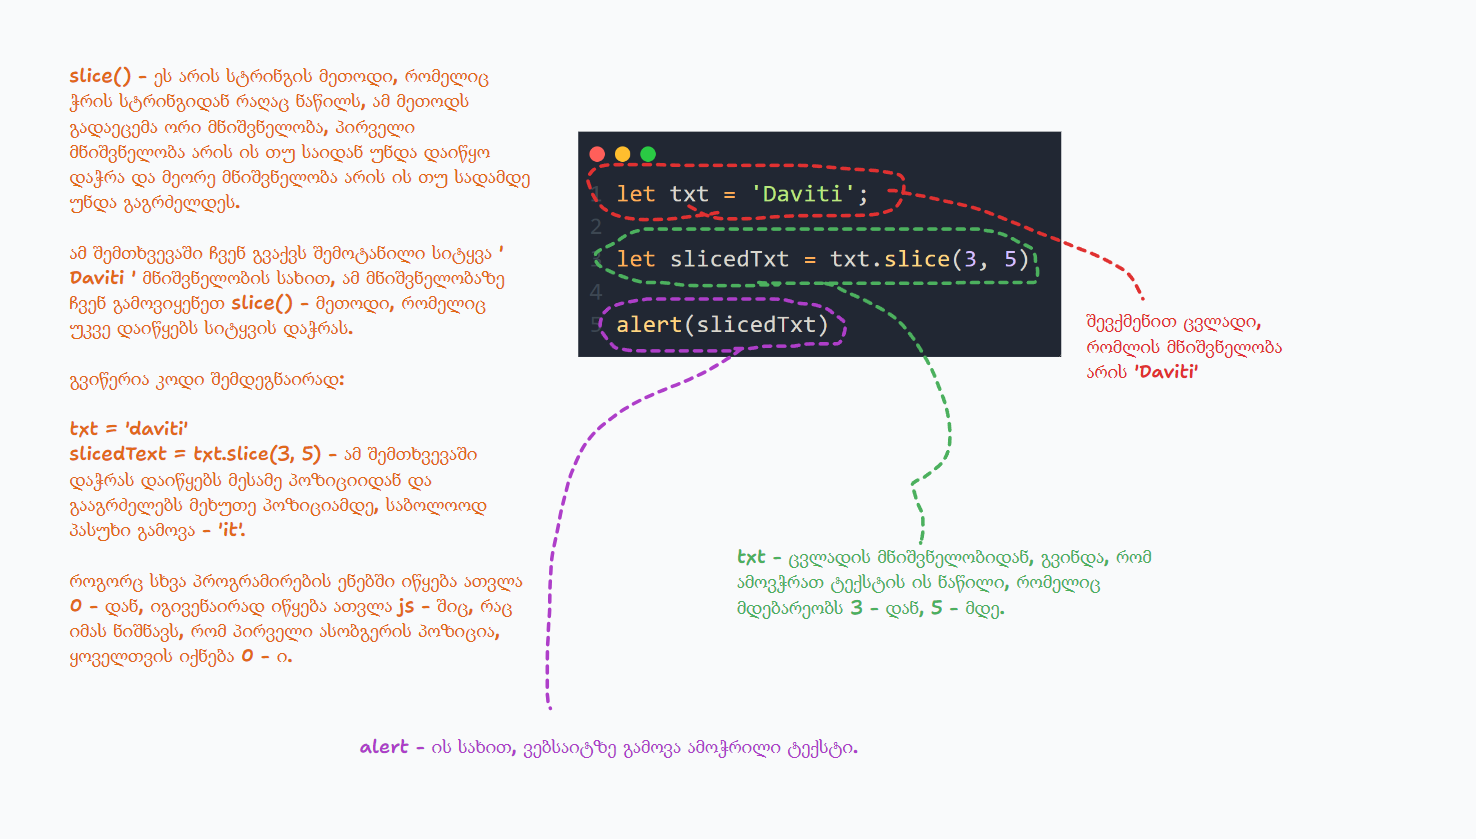 slice() - ეს არის სტრინგის მეთოდი, რომელიც
ჭრის სტრინგიდან რაღაც ნაწილს, ამ მეთოდს
გადაეცემა ორი მნიშვნელობა, პირველი
მნიშვნელობა არის ის თუ საიდან უნდა დაიწყო
დაჭრა და მეორე მნიშვნელობა არის ის თუ სადამდე
უნდა გაგრძელდეს.
ამ შემთხვევაში ჩვენ გვაქვს შემოტანილი სიტყვა '
Daviti ' მნიშვნელობის სახით, ამ მნიშვნელობაზე
ჩვენ გამოვიყენეთ slice() - მეთოდი, რომელიც
უკვე დაიწყებს სიტყვის დაჭრას.
გვიწერია კოდი შემდეგნაირად:
txt = 'daviti'
slicedText = txt.slice(3, 5) - ამ შემთხვევაში
დაჭრას დაიწყებს მესამე პოზიციიდან და
გააგრძელებს მეხუთე პოზიციამდე, საბოლოოდ
პასუხი გამოვა - 'it'.
როგორც სხვა პროგრამირების ენებში იწყება ათვლა
0 - დან, იგივენაირად იწყება ათვლა js - შიც, რაც
იმას ნიშნავს, რომ პირველი ასობგერის პოზიცია,
ყოველთვის იქნება 0 - ი.
1 let txt = 'Daviti';
2
3 let slicedTxt = txt.slice(3, 5)
4
5 alert(slicedTxt)
შევქმენით ცვლადი,
რომლის მნიშვნელობა
არის 'Daviti'
txt - ცვლადის მნიშვნელობიდან, გვინდა, რომ
ამოვჭრათ ტექსტის ის ნაწილი, რომელიც
მდებარეობს 3 - დან, 5 - მდე.
alert - ის სახით, ვებსაიტზე გამოვა ამოჭრილი ტექსტი.